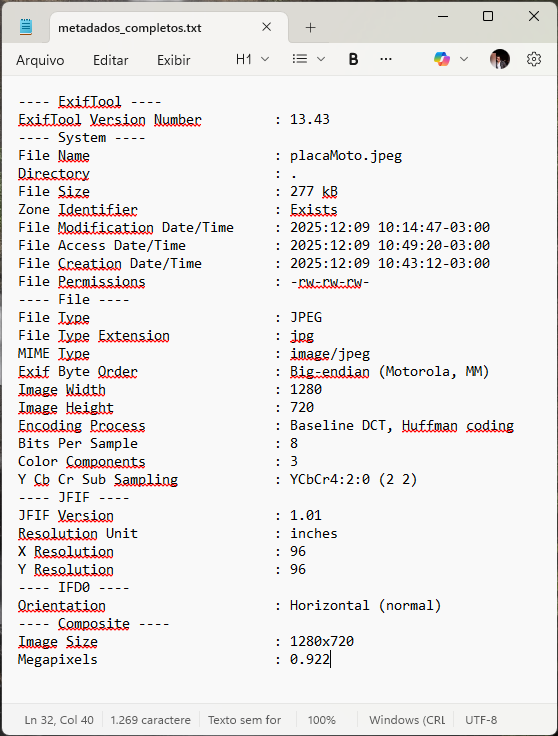 metadados_completos.txt
Arquivo Editar Exibir H1 B ...
---- ExifTool ----
ExifTool Version Number : 13.43
---- System ----
File Name : placaMoto.jpeg
Directory : .
File Size : 277 kB
Zone Identifier : Exists
File Modification Date/Time : 2025:12:09 10:14:47-03:00
File Access Date/Time : 2025:12:09 10:49:20-03:00
File Creation Date/Time : 2025:12:09 10:43:12-03:00
File Permissions : -rw-rw-rw-
---- File ----
File Type : JPEG
File Type Extension : jpg
MIME Type : image/jpeg
Exif Byte Order : Big-endian (Motorola, MM)
Image Width : 1280
Image Height : 720
Encoding Process : Baseline DCT, Huffman coding
Bits Per Sample : 8
Color Components : 3
Y Cb Cr Sub Sampling : YCbCr4:2:0 (2 2)
---- JFIF ----
JFIF Version : 1.01
Resolution Unit : inches
X Resolution : 96
Y Resolution : 96
---- IFD0 ----
Orientation : Horizontal (normal)
---- Composite ----
Image Size : 1280x720
Megapixels : 0.922
Ln 32, Col 40 1.269 caractere Texto sem for 100% Windows (CRL UTF-8